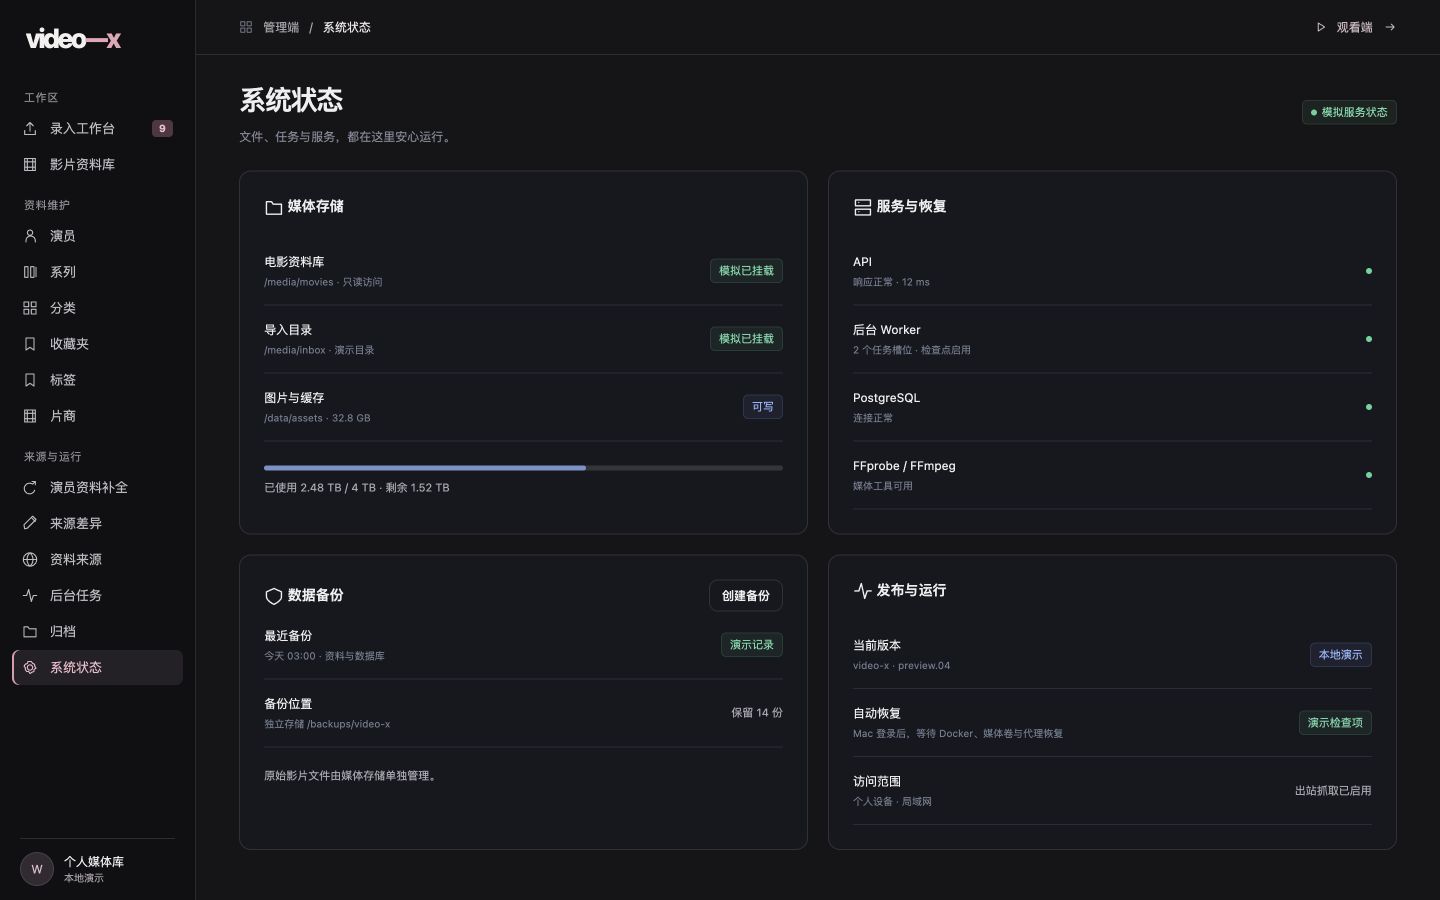 video—x
管理端 / 系统状态
观看端
工作区
录入工作台 9
影片资料库
资料维护
演员
系列
分类
收藏夹
标签
片商
来源与运行
演员资料补全
来源差异
资料来源
后台任务
归档
系统状态
W
个人媒体库
本地演示
系统状态
文件、任务与服务，都在这里安心运行。
模拟服务状态
媒体存储
电影资料库
/media/movies · 只读访问
模拟已挂载
导入目录
/media/inbox · 演示目录
模拟已挂载
图片与缓存
/data/assets · 32.8 GB
可写
已使用 2.48 TB / 4 TB · 剩余 1.52 TB
服务与恢复
API
响应正常 · 12 ms
后台 Worker
2 个任务槽位 · 检查点启用
PostgreSQL
连接正常
FFprobe / FFmpeg
媒体工具可用
数据备份
创建备份
最近备份
今天 03:00 · 资料与数据库
演示记录
备份位置
独立存储 /backups/video-x
保留 14 份
原始影片文件由媒体存储单独管理。
发布与运行
当前版本
video-x · preview.04
本地演示
自动恢复
Mac 登录后，等待 Docker、媒体卷与代理恢复
演示检查项
访问范围
个人设备 · 局域网
出站抓取已启用